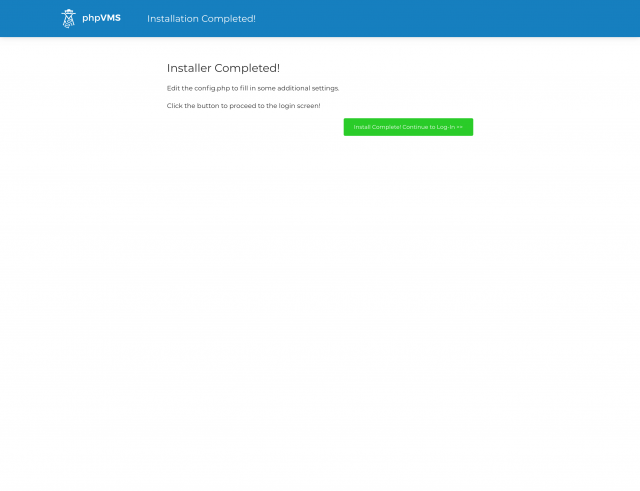 phpVMS
Installation Completed!
Installer Completed!
Edit the config.php to fill in some additional settings.
Click the button to proceed to the login screen!
Install Complete! Continue to Log-In >>